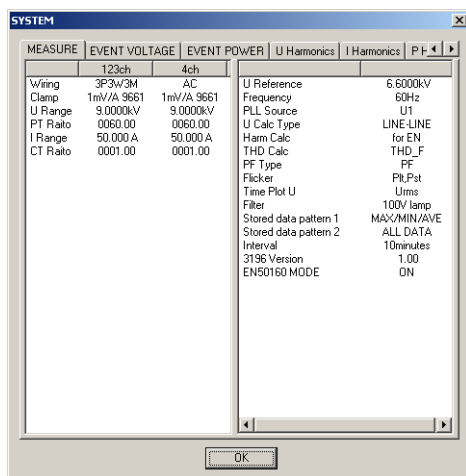 SYSTEM
MEASURE EVENT VOLTAGE EVENT POWER U Harmonics I Harmonics P H
123ch 4ch
Wiring 3P3W3M AC
Clamp 1mV/A 9661 1mV/A 9661
U Range 9.0000kV 9.0000kV
PT Raito 0060.00 0060.00
I Range 50.000 A 50.000 A
CT Raito 0001.00 0001.00
U Reference 6.6000kV
Frequency 60Hz
PLL Source U1
U Calc Type LINE-LINE
Harm Calc for EN
THD Calc THD_F
PF Type PF
Flicker Plt,Pst
Time Plot U Urms
Filter 100V lamp
Stored data pattern 1 MAX/MIN/AVE
Stored data pattern 2 ALL DATA
Interval 10minutes
3196 Version 1.00
EN50160 MODE ON
OK